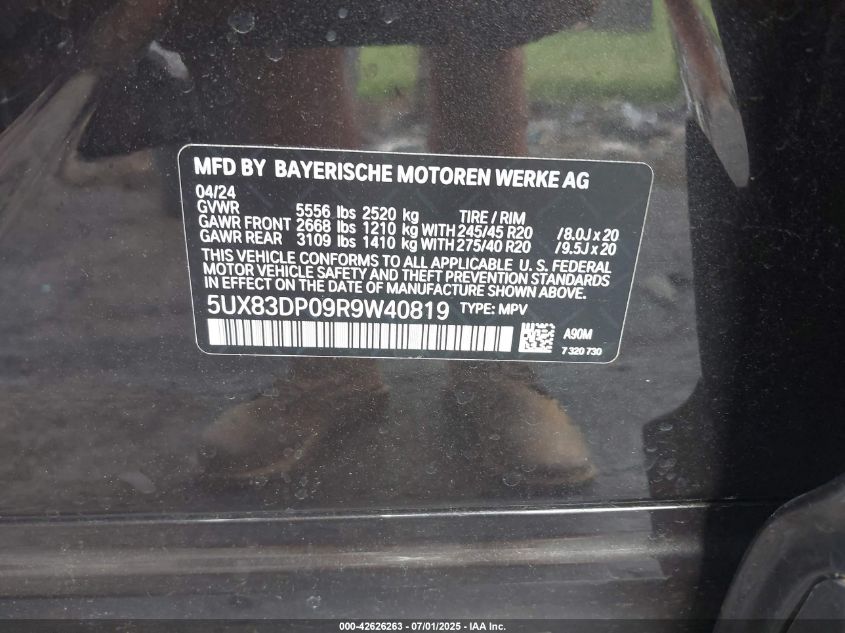 MFD BY BAYERISCHE MOTOREN WERKE AG
04/24
GVWR 5556 lbs 2520 kg TIRE / RIM
GAWR FRONT 2668 lbs 1210 kg WITH 245/45 R20 /8.0J x 20
GAWR REAR 3109 lbs 1410 kg WITH 275/40 R20 /9.5J x 20
THIS VEHICLE CONFORMS TO ALL APPLICABLE U. S. FEDERAL
MOTOR VEHICLE SAFETY AND THEFT PREVENTION STANDARDS
IN EFFECT ON THE DATE OF MANUFACTURE SHOWN ABOVE.
5UX83DP09R9W40819 TYPE: MPV
A90M
7 320 730
000-42626263 - 07/01/2025 - IAA Inc.